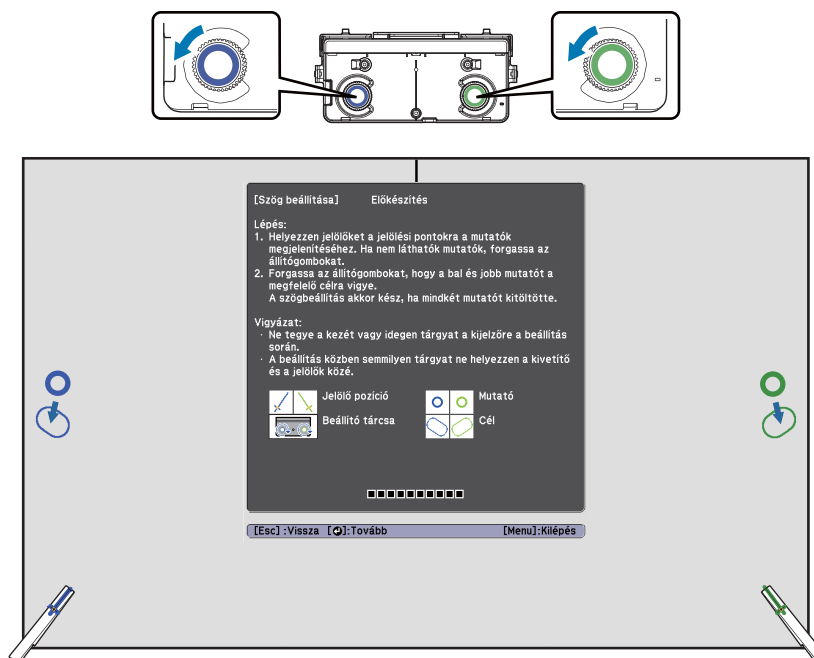 [Szög beállítása] Előkészítés
Lépés:
1. Helyezzen jelölőket a jelölési pontokra a mutatók
megjelenítéséhez. Ha nem láthatók mutatók, forgassa az
állítógombokat.
2. Forgassa az állítógombokat, hogy a bal és jobb mutatót a
megfelelő célra vigye.
A szögbeállítás akkor kész, ha mindkét mutatót kitöltötte.
Vigyázat:
· Ne tegye a kezét vagy idegen tárgyat a kijelzőre a beállítás
során.
· A beállítás közben semmilyen tárgyat ne helyezzen a kivetítő
és a jelölők közé.
Jelölő pozíció Mutató
Beállító tárcsa Cél
[Esc] :Vissza [⏎]:Tovább [Menu]:Kilépés